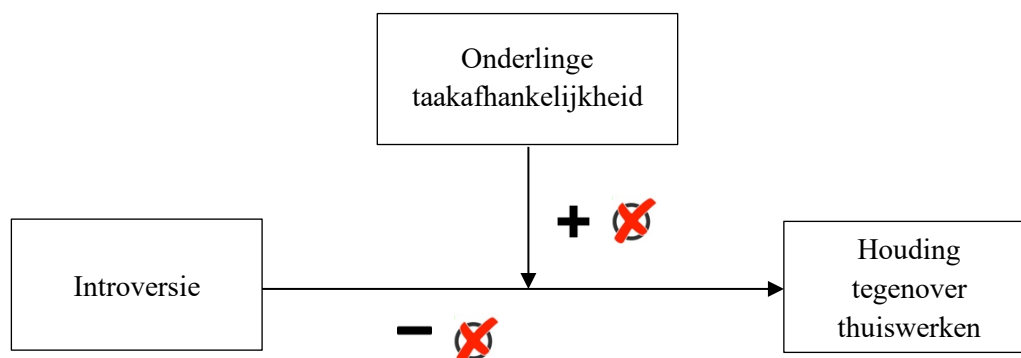 Onderlinge
taakafhankelijkheid
+
Introversie
Houding
tegenover
thuiswerken
−